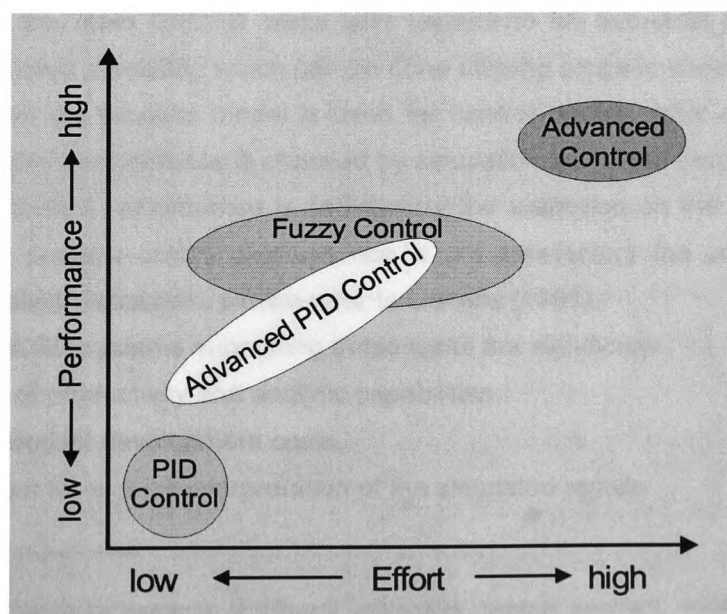 high
Performance
low
Advanced
Control
Fuzzy Control
Advanced PID Control
PID
Control
low
Effort
high